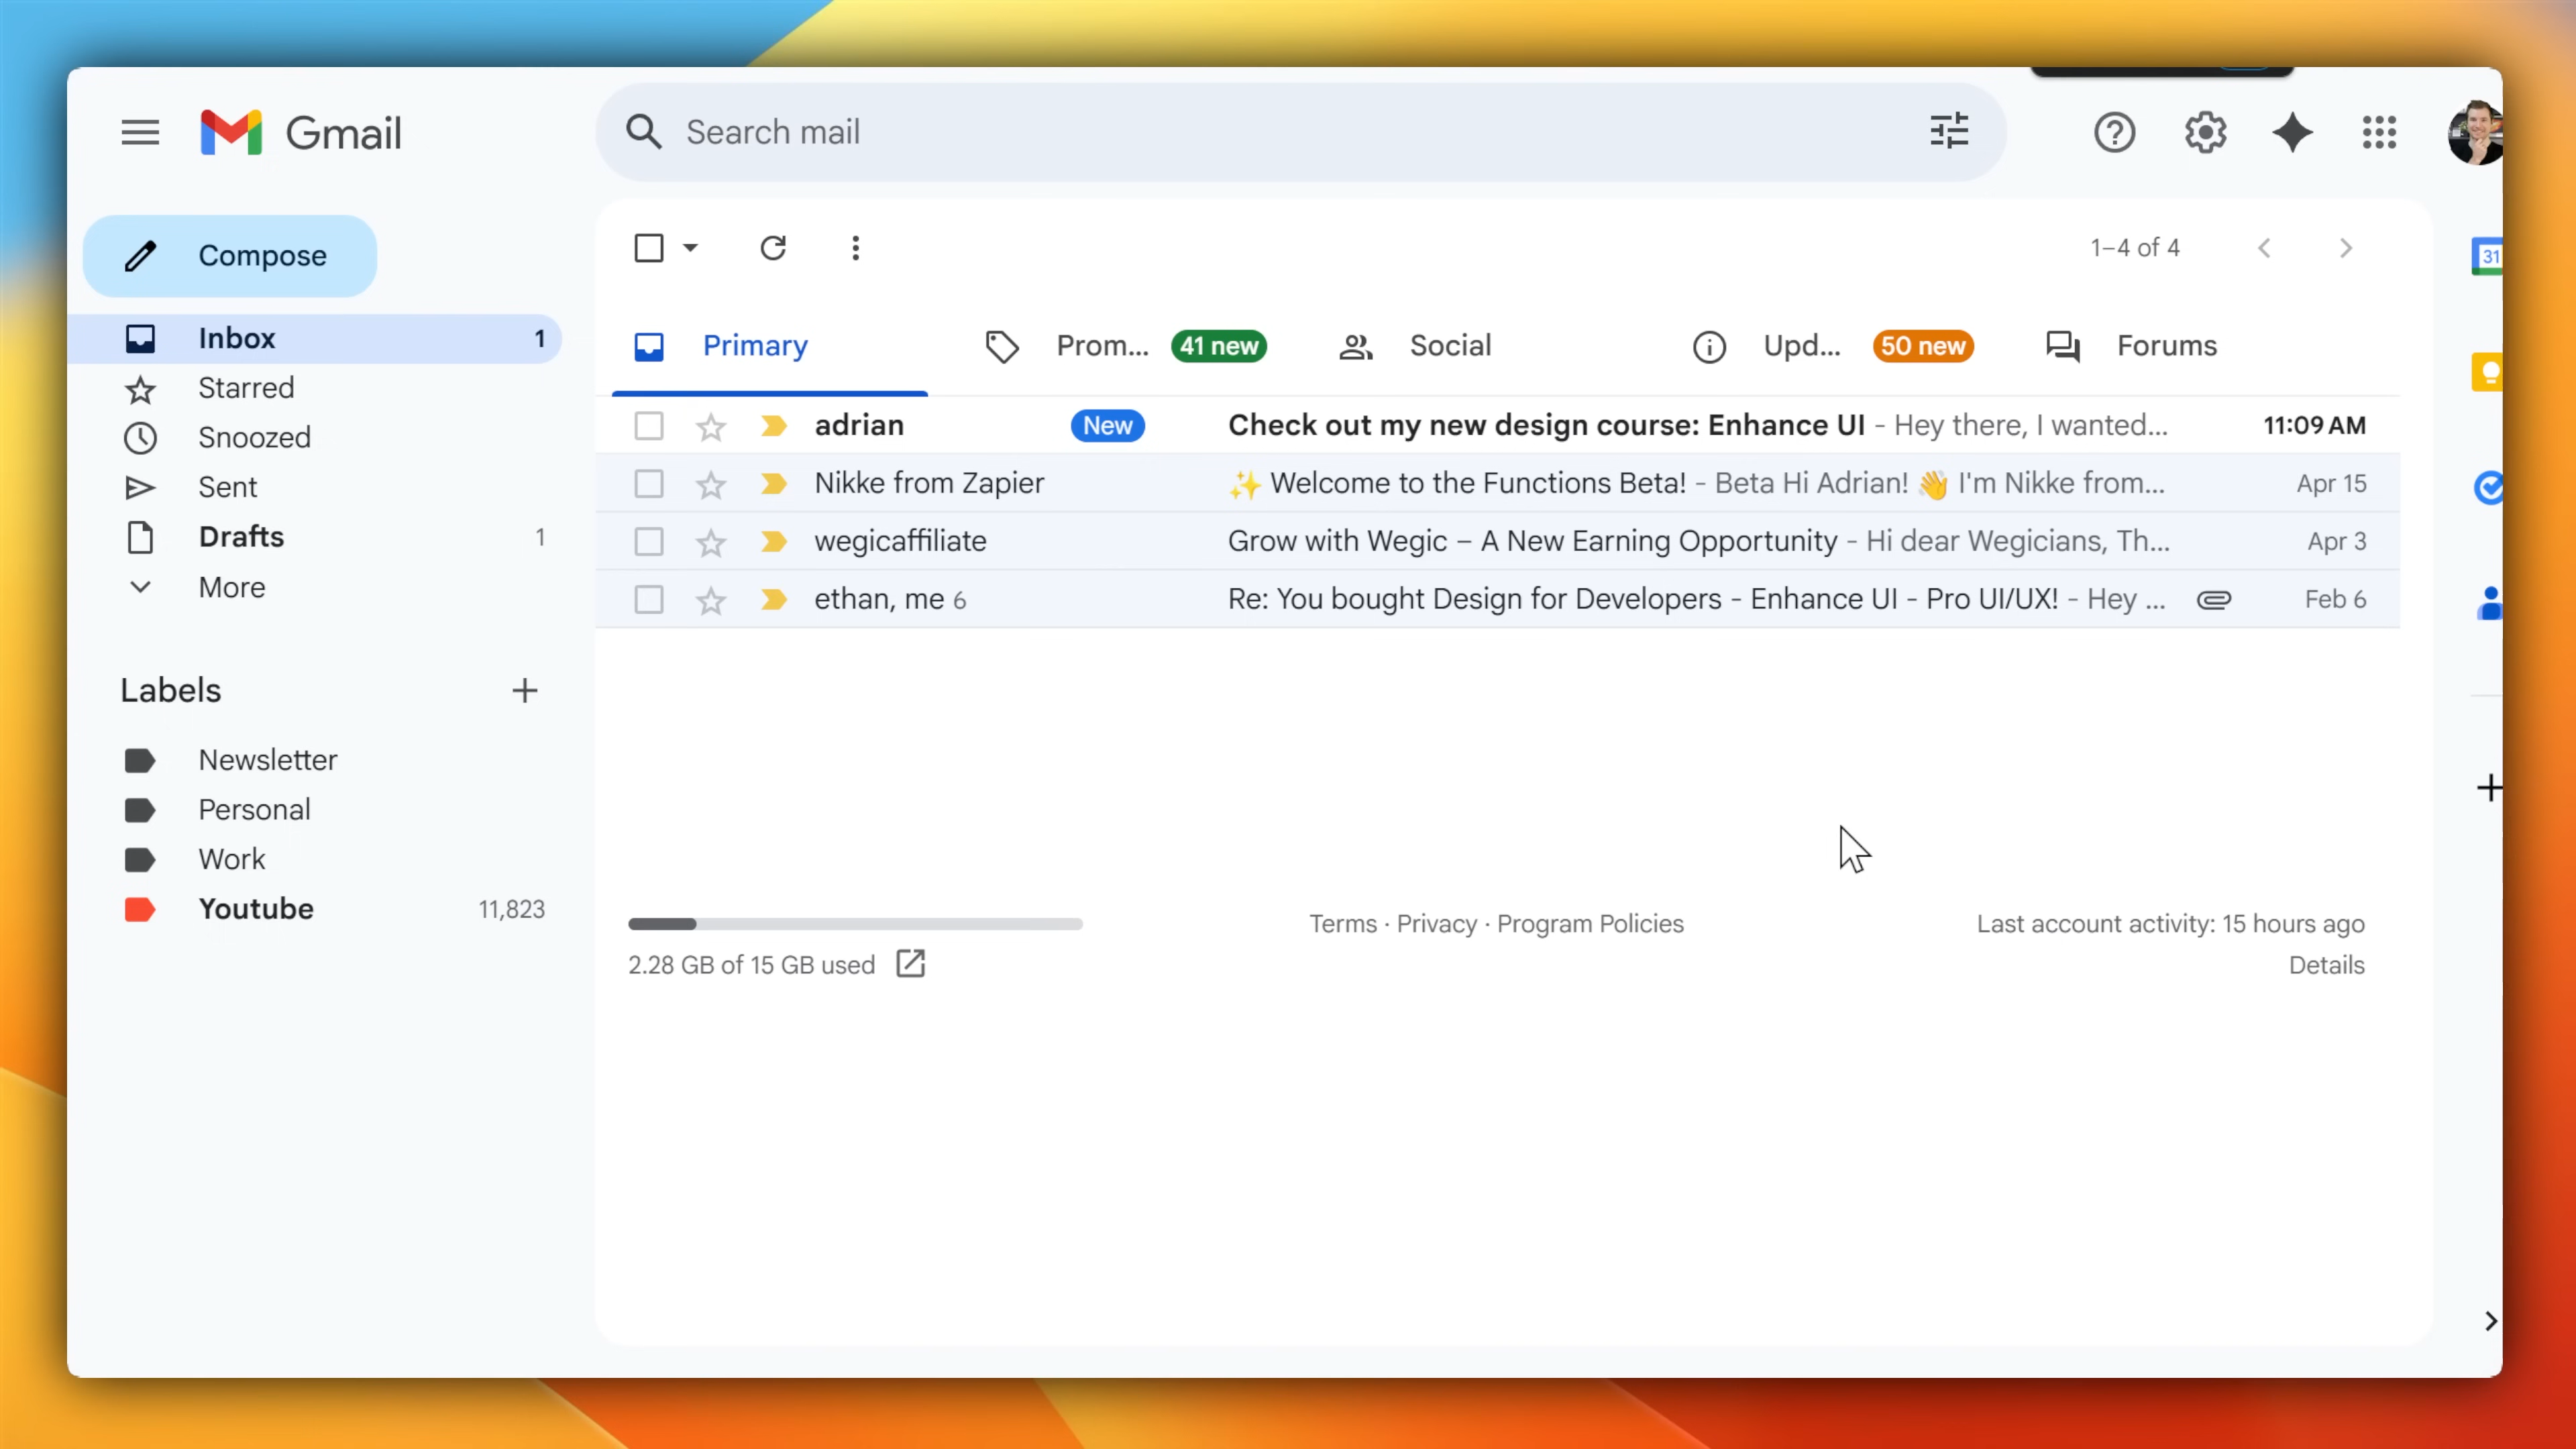 Gmail
Search mail
Compose
1–4 of 4
Inbox 1
Primary
Prom... 41 new
Social
Upd... 50 new
Forums
Starred
Snoozed
Sent
Drafts 1
More
adrian New Check out my new design course: Enhance UI - Hey there, I wanted... 11:09 AM
Nikke from Zapier ✨ Welcome to the Functions Beta! - Beta Hi Adrian! 👋 I'm Nikke from... Apr 15
wegicaffiliate Grow with Wegic – A New Earning Opportunity - Hi dear Wegicians, Th... Apr 3
ethan, me 6 Re: You bought Design for Developers - Enhance UI - Pro UI/UX! - Hey ... Feb 6
Labels
Newsletter
Personal
Work
Youtube 11,823
Terms · Privacy · Program Policies
Last account activity: 15 hours ago
2.28 GB of 15 GB used
Details
31